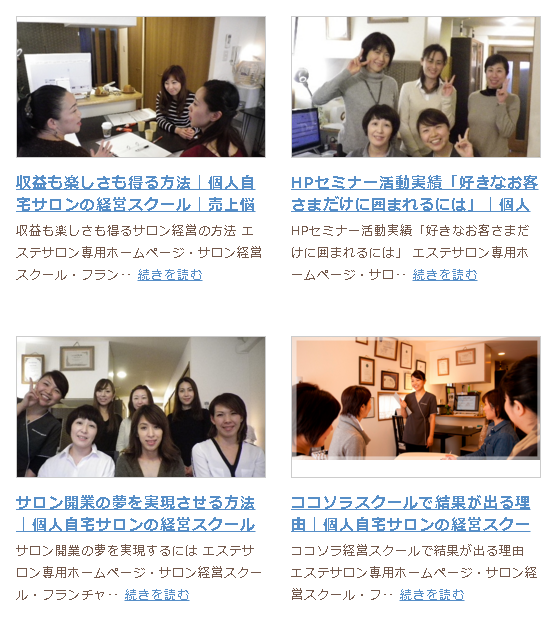 収益も楽しさも得る方法｜個人自
宅サロンの経営スクール｜売上悩
収益も楽しさも得るサロン経営の方法 エ
ステサロン専用ホームページ・サロン経営
スクール・フラン‥ 続きを読む
HPセミナー活動実績「好きなお客
さまだけに囲まれるには」｜個人
HPセミナー活動実績「好きなお客さまだ
けに囲まれるには」 エステサロン専用ホ
ームページ・サロ‥ 続きを読む
サロン開業の夢を実現させる方法
｜個人自宅サロンの経営スクール
サロン開業の夢を実現するには エステサ
ロン専用ホームページ・サロン経営スクー
ル・フランチャ‥ 続きを読む
ココソラスクールで結果が出る理
由｜個人自宅サロンの経営スクー
ココソラ経営スクールで結果が出る理由
エステサロン専用ホームページ・サロン経
営スクール・フ‥ 続きを読む